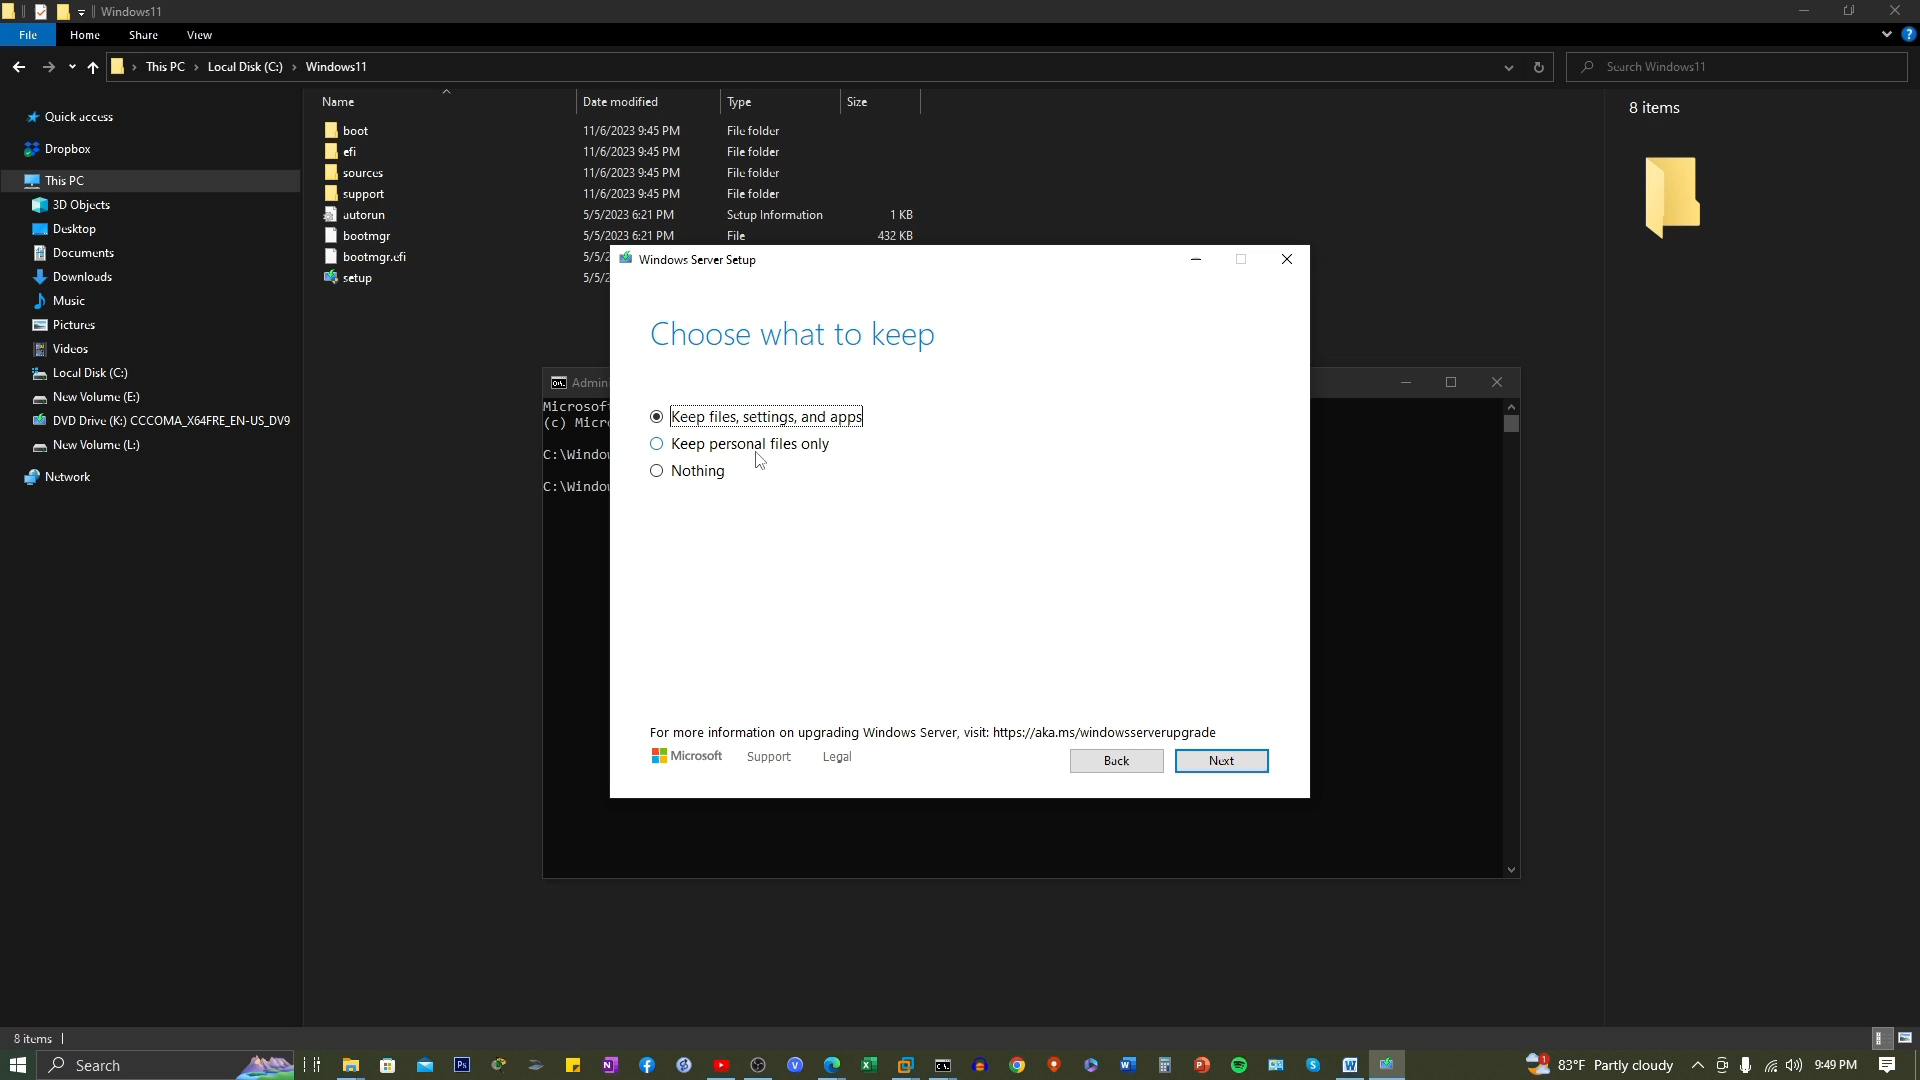 Windows11
File Home Share View
This PC Local Disk (C:) Windows11
Search Windows11
Quick access
Dropbox
This PC
3D Objects
Desktop
Documents
Downloads
Music
Pictures
Videos
Local Disk (C:)
New Volume (E:)
DVD Drive (K:) CCCOMA_X64FRE_EN-US_DV9
New Volume (L:)
Network
Name Date modified Type Size
boot 11/6/2023 9:45 PM File folder
efi 11/6/2023 9:45 PM File folder
sources 11/6/2023 9:45 PM File folder
support 11/6/2023 9:45 PM File folder
autorun 5/5/2023 6:21 PM Setup Information 1 KB
bootmgr 5/5/2023 6:21 PM File 432 KB
bootmgr.efi 5/5/2
setup 5/5/2
8 items
Windows Server Setup
Choose what to keep
Keep files, settings, and apps
Keep personal files only
Nothing
For more information on upgrading Windows Server, visit: https://aka.ms/windowsserverupgrade
Microsoft Support Legal
Back Next
Admin
Microsoft
(c) Micro
C:\Window
C:\Window
8 items
Search
83°F Partly cloudy
9:49 PM